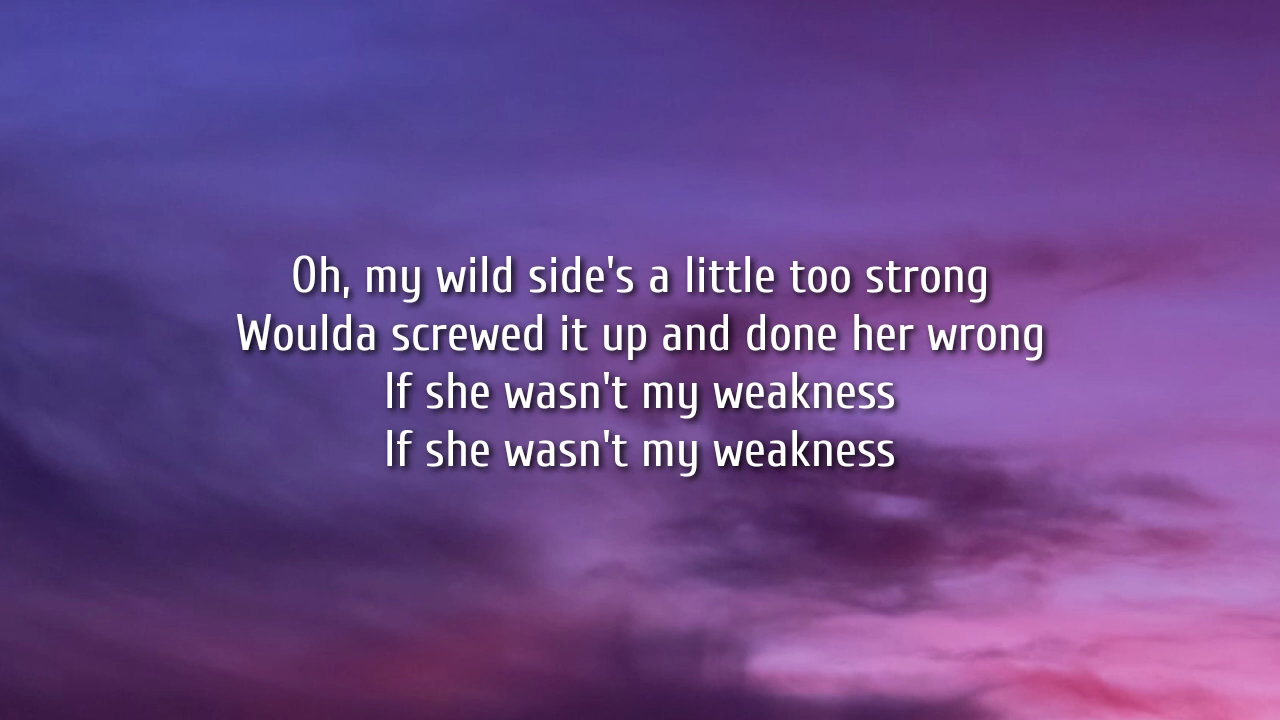 Oh, my wild side's a little too strong
Woulda screwed it up and done her wrong
If she wasn't my weakness
If she wasn't my weakness